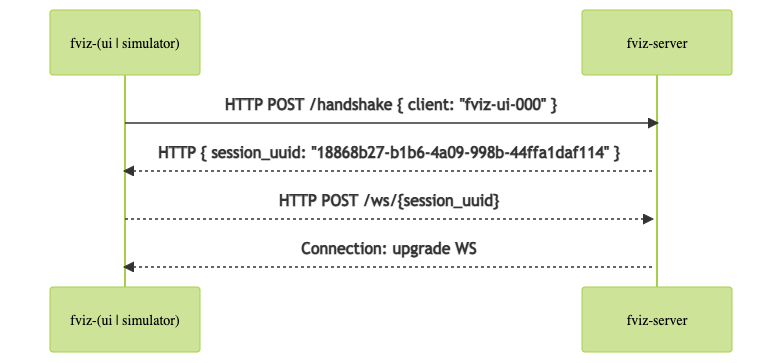 fviz-(ui | simulator)
fviz-server
HTTP POST /handshake { client: "fviz-ui-000" }
HTTP { session_uuid: "18868b27-b1b6-4a09-998b-44ffa1daf114" }
HTTP POST /ws/{session_uuid}
Connection: upgrade WS
fviz-(ui | simulator)
fviz-server